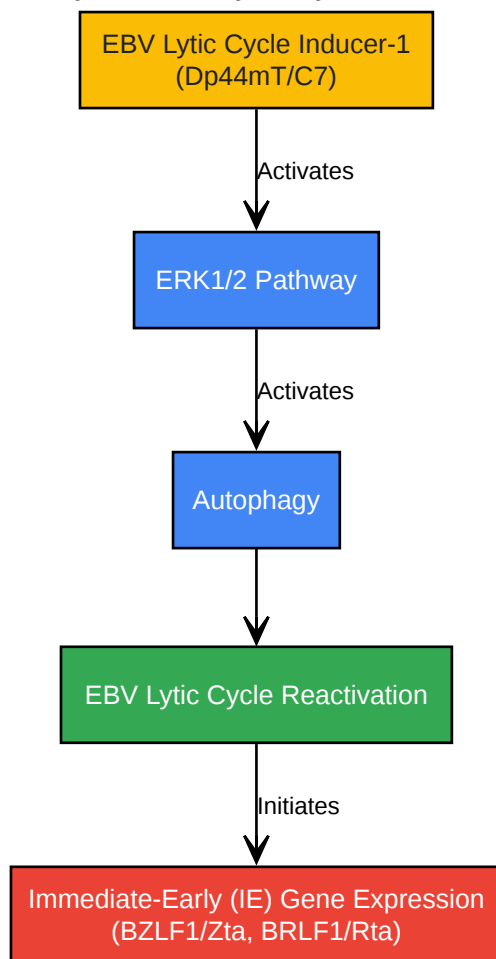 EBV Lytic Cycle Inducer-1
(Dp44mT/C7)
Activates
ERK1/2 Pathway
Activates
Autophagy
EBV Lytic Cycle Reactivation
Initiates
Immediate-Early (IE) Gene Expression
(BZLF1/Zta, BRLF1/Rta)